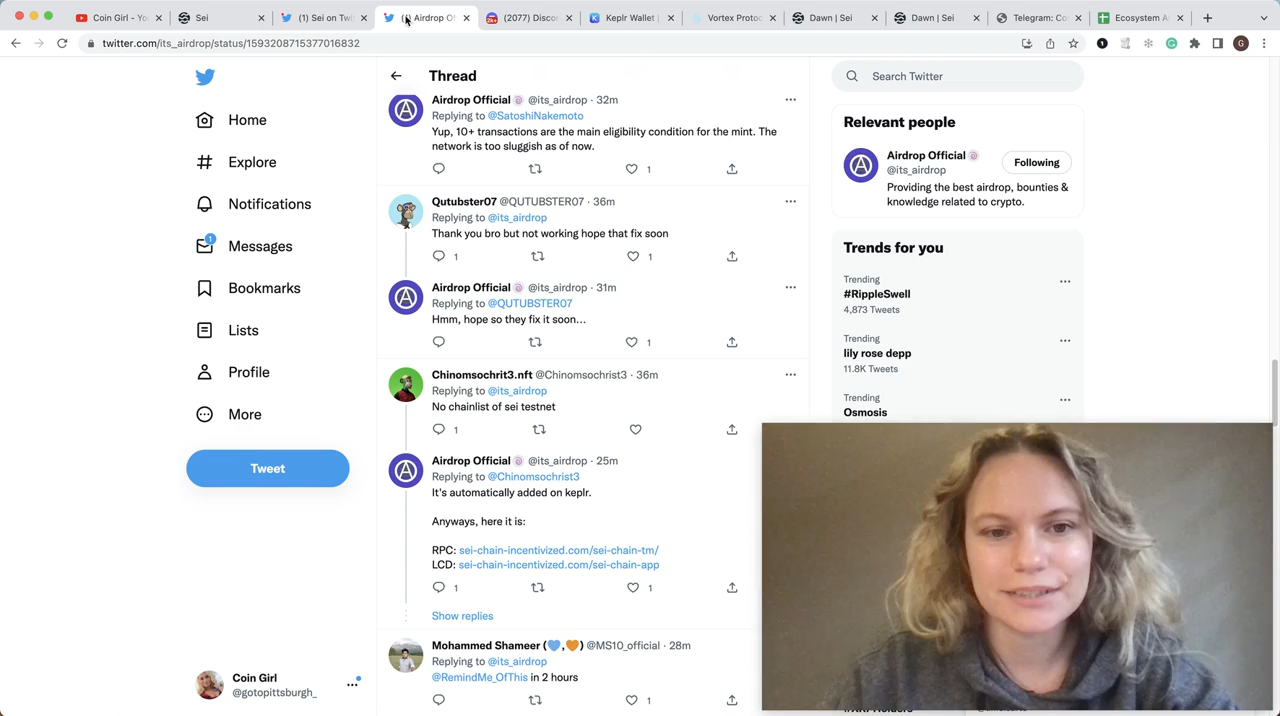 Coin Girl - Yo
Sei
(1) Sei on Twit
(1) Airdrop Of
(2077) Discor
Keplr Wallet |
Vortex Protoc
Dawn | Sei
Dawn | Sei
Telegram: Co
Ecosystem A
twitter.com/its_airdrop/status/1593208715377016832
G
Home
Explore
Notifications
1
Messages
Bookmarks
Lists
Profile
More
Tweet
Coin Girl
@gotopittsburgh_
Thread
Airdrop Official @its_airdrop · 32m
Replying to @SatoshiNakemoto
Yup, 10+ transactions are the main eligibility condition for the mint. The
network is too sluggish as of now.
1
Qutubster07 @QUTUBSTER07 · 36m
Replying to @its_airdrop
Thank you bro but not working hope that fix soon
1 1
Airdrop Official @its_airdrop · 31m
Replying to @QUTUBSTER07
Hmm, hope so they fix it soon...
1
Chinomsochrit3.nft @Chinomsochrist3 · 36m
Replying to @its_airdrop
No chainlist of sei testnet
1
Airdrop Official @its_airdrop · 25m
Replying to @Chinomsochrist3
It's automatically added on keplr.
Anyways, here it is:
RPC: sei-chain-incentivized.com/sei-chain-tm/
LCD: sei-chain-incentivized.com/sei-chain-app
1 1
Show replies
Mohammed Shameer (💙,🧡) @MS10_official · 28m
Replying to @its_airdrop
@RemindMe_OfThis in 2 hours
1
Search Twitter
Relevant people
Airdrop Official
@its_airdrop
Following
Providing the best airdrop, bounties &
knowledge related to crypto.
Trends for you
Trending
#RippleSwell
4,873 Tweets
Trending
lily rose depp
11.8K Tweets
Trending
Osmosis